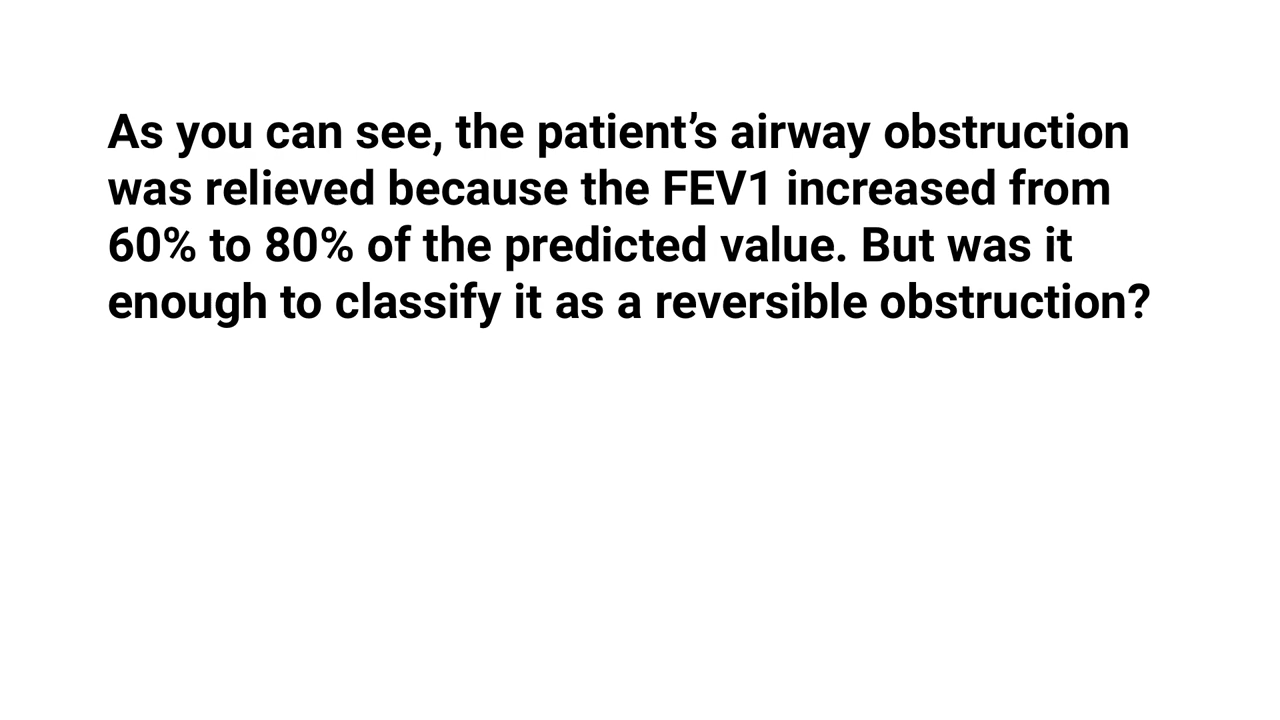 As you can see, the patient’s airway obstruction
was relieved because the FEV1 increased from
60% to 80% of the predicted value. But was it
enough to classify it as a reversible obstruction?